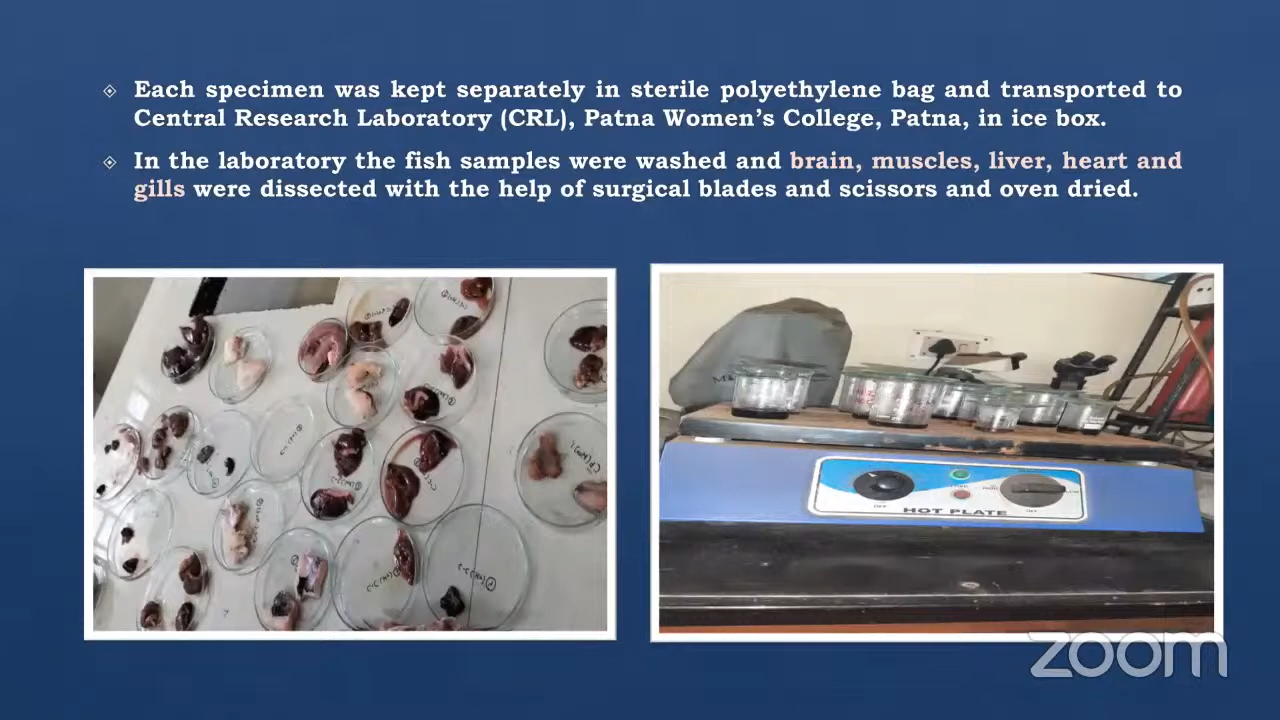 Each specimen was kept separately in sterile polyethylene bag and transported to
Central Research Laboratory (CRL), Patna Women's College, Patna, in ice box.
In the laboratory the fish samples were washed and brain, muscles, liver, heart and
gills were dissected with the help of surgical blades and scissors and oven dried.
OFF
OFF
HOT PLATE
zoom